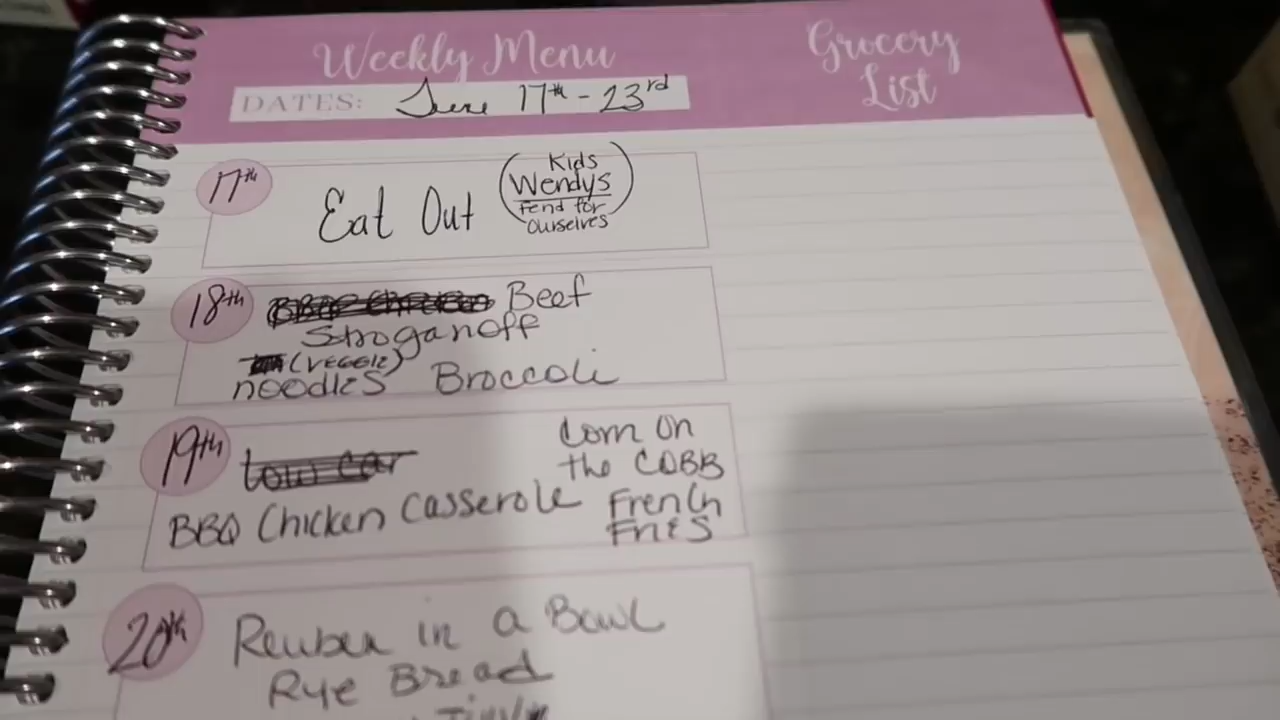 Weekly Menu
Grocery
List
DATES: June 17th - 23rd
17th
Eat Out
Kids
Wendys
Fend for
Ourselves
18th
Beef
Stroganoff
(veggie)
noodles Broccoli
19th
tow car
Corn On
the COBB
BBQ Chicken Casserole
French
Fries
20th
Reuben in a Bowl
Rye Bread